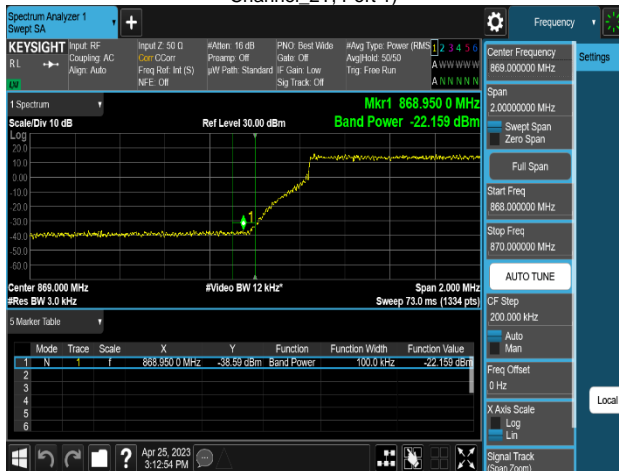 Channel_21, Port 1)
Spectrum Analyzer 1
Swept SA
Frequency
KEYSIGHT
RL
LXI
Input: RF
Coupling: AC
Align: Auto
Input Z: 50 Ω
Corr CCorr
Freq Ref: Int (S)
NFE: Off
#Atten: 16 dB
Preamp: Off
µW Path: Standard
PNO: Best Wide
Gate: Off
IF Gain: Low
Sig Track: Off
#Avg Type: Power (RMS
Avg|Hold: 50/50
Trig: Free Run
1 2 3 4 5 6
A W W W W W
A N N N N N
Settings
Center Frequency
869.000000 MHz
Span
2.00000000 MHz
Swept Span
Zero Span
Full Span
Start Freq
868.000000 MHz
Stop Freq
870.000000 MHz
AUTO TUNE
CF Step
200.000 kHz
Auto
Man
Freq Offset
0 Hz
X Axis Scale
Log
Lin
Signal Track
(Span Zoom)
Local
1 Spectrum
Scale/Div 10 dB
Ref Level 30.00 dBm
Mkr1 868.950 0 MHz
Band Power -22.159 dBm
Log
20.0
10.0
0.00
-10.0
-20.0
-30.0
-40.0
-50.0
-60.0
1
Center 869.000 MHz
#Video BW 12 kHz*
Span 2.000 MHz
#Res BW 3.0 kHz
Sweep 73.0 ms (1334 pts)
5 Marker Table
Mode Trace Scale X Y Function Function Width Function Value
1 N 1 f 868.950 0 MHz -38.59 dBm Band Power 100.0 kHz -22.159 dBm
2
3
4
5
6
?
Apr 25, 2023
3:12:54 PM